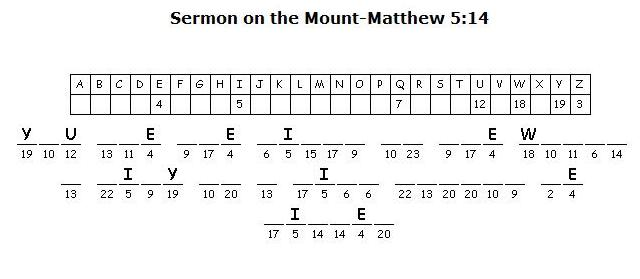 Sermon on the Mount-Matthew 5:14
A B C D E F G H I J K L M N O P Q R S T U V W X Y Z
4 5 7 12 18 19 3
Y _ U _ _ E _ _ E _ I _ _ _ _ _ _ _ E W _ _ _ _
19 10 12 13 11 4 9 17 4 6 5 15 17 9 10 23 9 17 4 18 10 11 6 14
_ _ I _ Y _ _ _ _ I _ _ _ _ _ _ _ _ _ E
13 22 5 9 19 10 20 13 17 5 6 6 22 13 20 20 10 9 2 4
_ I _ _ E _
17 5 14 14 4 20